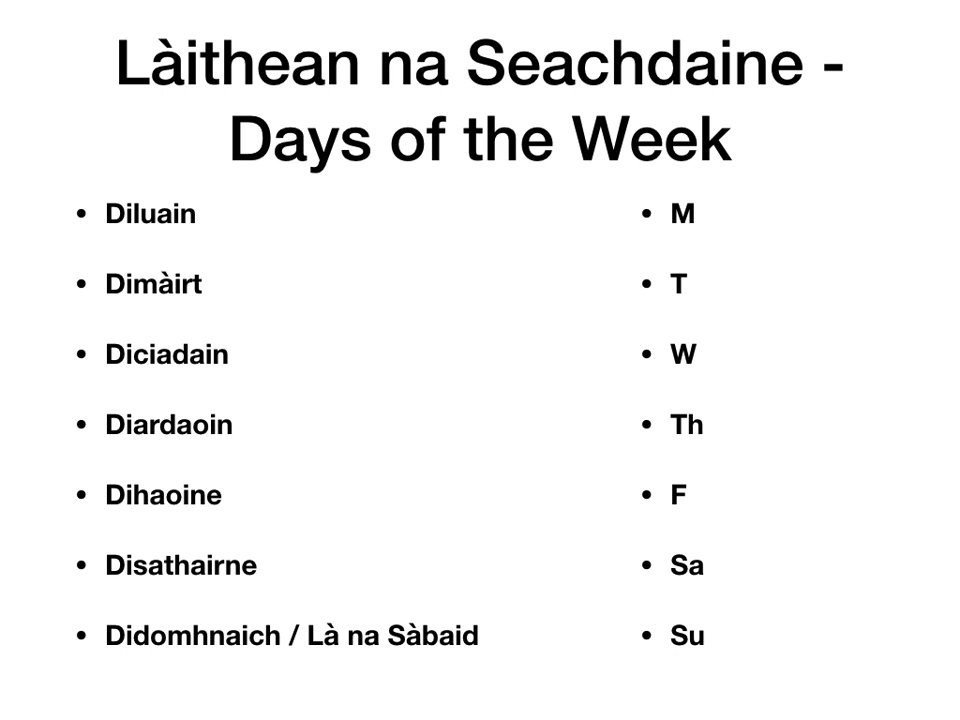 Làithean na Seachdaine -
Days of the Week
• Diluain
• M
• Dimàirt
• T
• Diciadain
• W
• Diardaoin
• Th
• Dihaoine
• F
• Disathairne
• Sa
• Didomhnaich / Là na Sàbaid
• Su